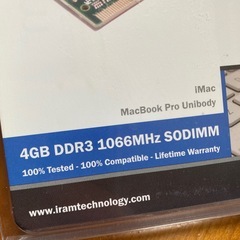 iMac
MacBook Pro Unibody
4GB DDR3 1066MHz SODIMM
100% Tested - 100% Compatible - Lifetime Warranty
www.iramtechnology.com